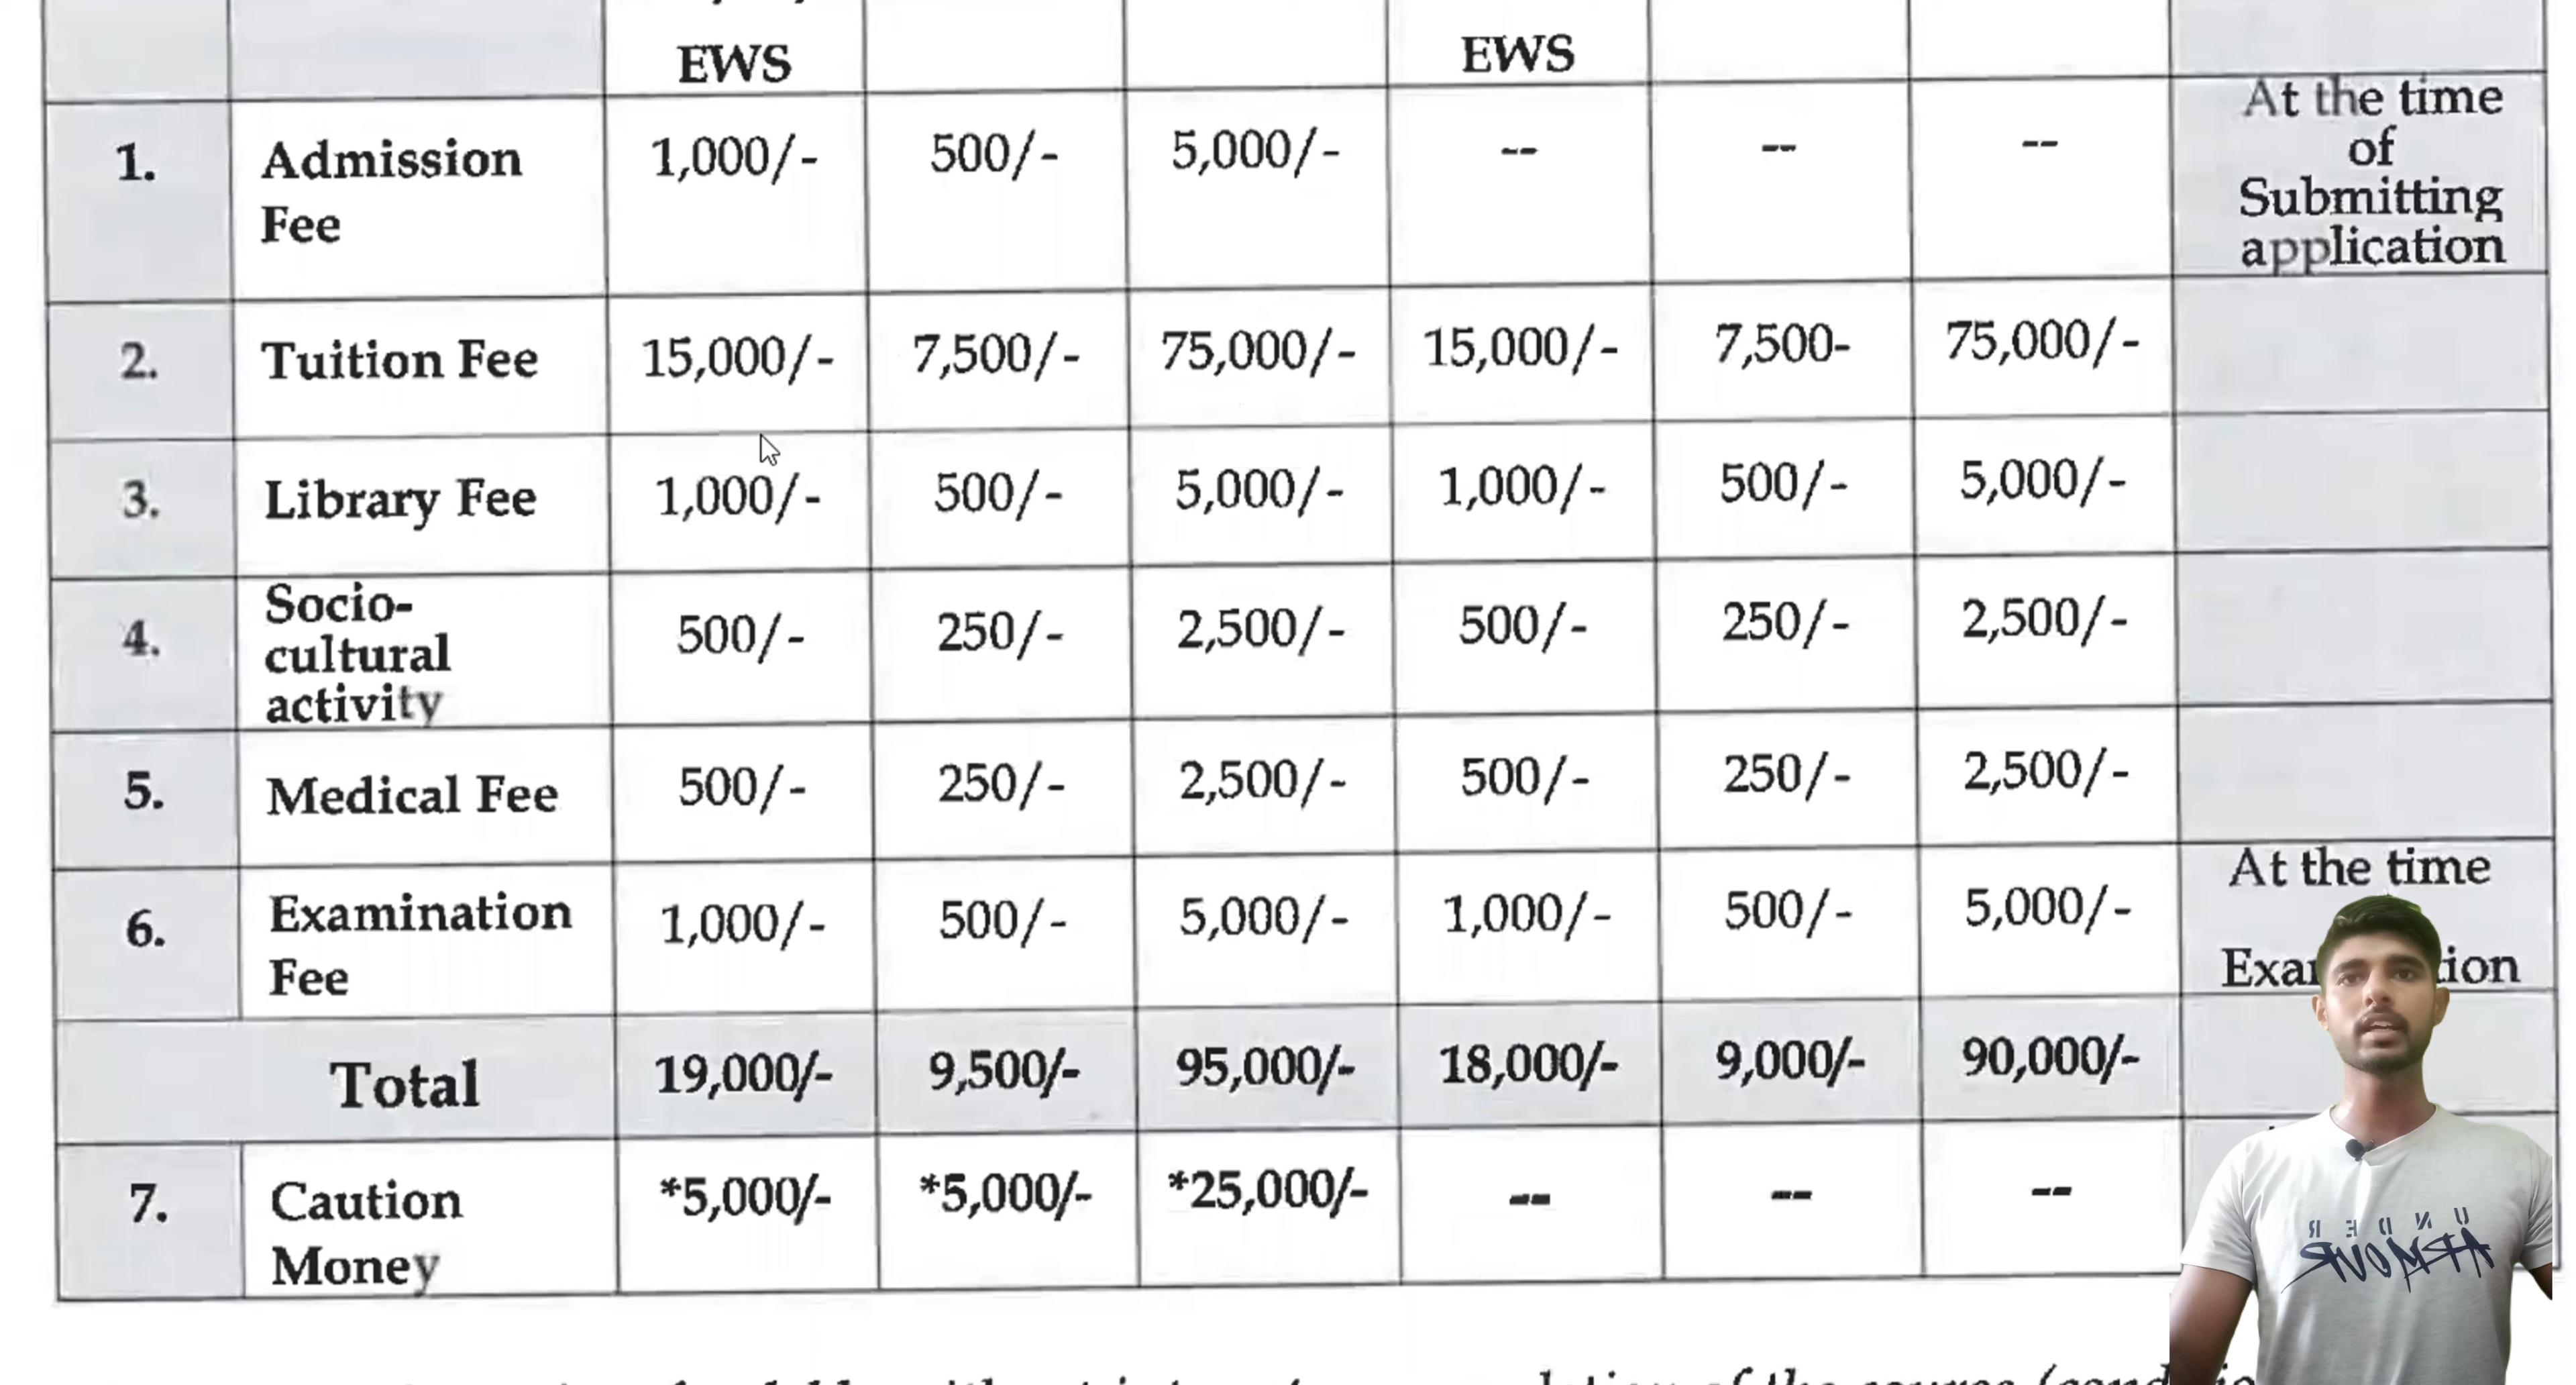 EWS EWS
1. Admission Fee 1,000/- 500/- 5,000/- -- -- -- At the time of Submitting application
2. Tuition Fee 15,000/- 7,500/- 75,000/- 15,000/- 7,500- 75,000/-
3. Library Fee 1,000/- 500/- 5,000/- 1,000/- 500/- 5,000/-
4. Socio-cultural activity 500/- 250/- 2,500/- 500/- 250/- 2,500/-
5. Medical Fee 500/- 250/- 2,500/- 500/- 250/- 2,500/-
6. Examination Fee 1,000/- 500/- 5,000/- 1,000/- 500/- 5,000/- At the time
Total 19,000/- 9,500/- 95,000/- 18,000/- 9,000/- 90,000/-
7. Caution Money *5,000/- *5,000/- *25,000/- -- -- --
UNDER
ARMOUR
of the